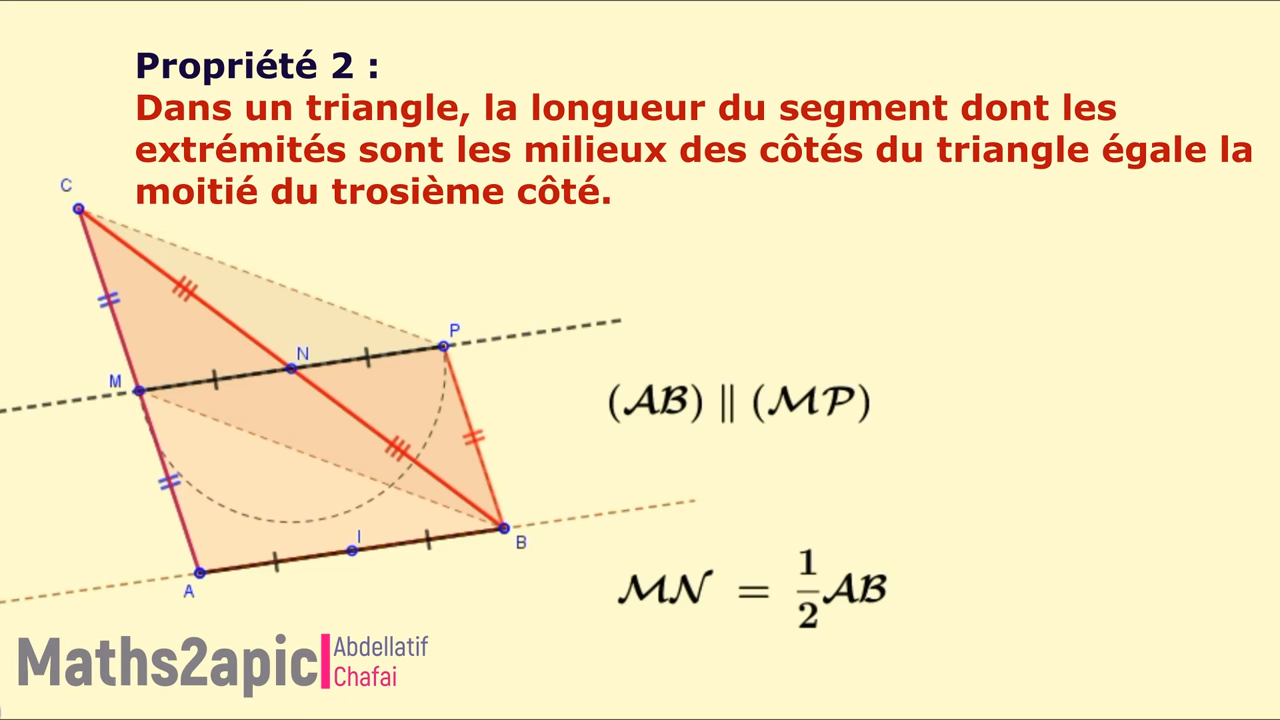 Propriété 2 :
Dans un triangle, la longueur du segment dont les
extrémités sont les milieux des côtés du triangle égale la
moitié du trosième côté.
C
P
N
M
(AB) ∥ (MP)
I
B
A
MN = 1/2 AB
Maths2apic
Abdellatif
Chafai